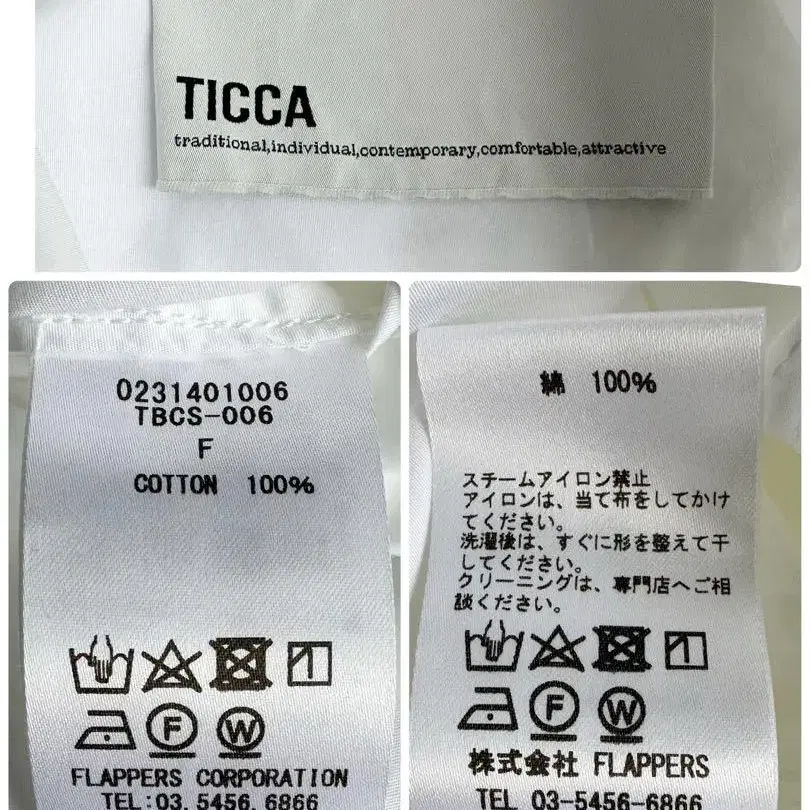 TICCA
traditional,individual,contemporary,comfortable,attractive
0231401006
TBCS-006
F
COTTON 100%
F
W
FLAPPERS CORPORATION
TEL:03.5456.6866
綿 100%
スチームアイロン禁止
アイロンは、当て布をしてかけ
てください。
洗濯後は、すぐに形を整えて干
してください。
クリーニングは、専門店へご相
談ください。
F
W
株式会社 FLAPPERS
TEL 03-5456-6866